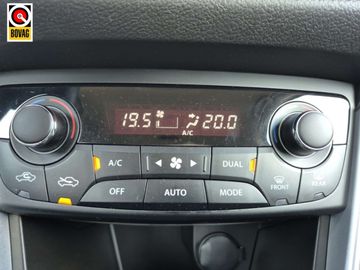 BOVAG
19.5 20.0
A/C
A/C DUAL
FRONT REAR
OFF AUTO MODE